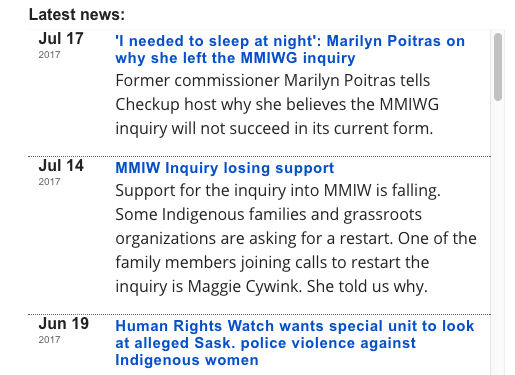 Latest news:
Jul 17
2017
'I needed to sleep at night': Marilyn Poitras on
why she left the MMIWG inquiry
Former commissioner Marilyn Poitras tells
Checkup host why she believes the MMIWG
inquiry will not succeed in its current form.
Jul 14
2017
MMIW Inquiry losing support
Support for the inquiry into MMIW is falling.
Some Indigenous families and grassroots
organizations are asking for a restart. One of the
family members joining calls to restart the
inquiry is Maggie Cywink. She told us why.
Jun 19
2017
Human Rights Watch wants special unit to look
at alleged Sask. police violence against
Indigenous women